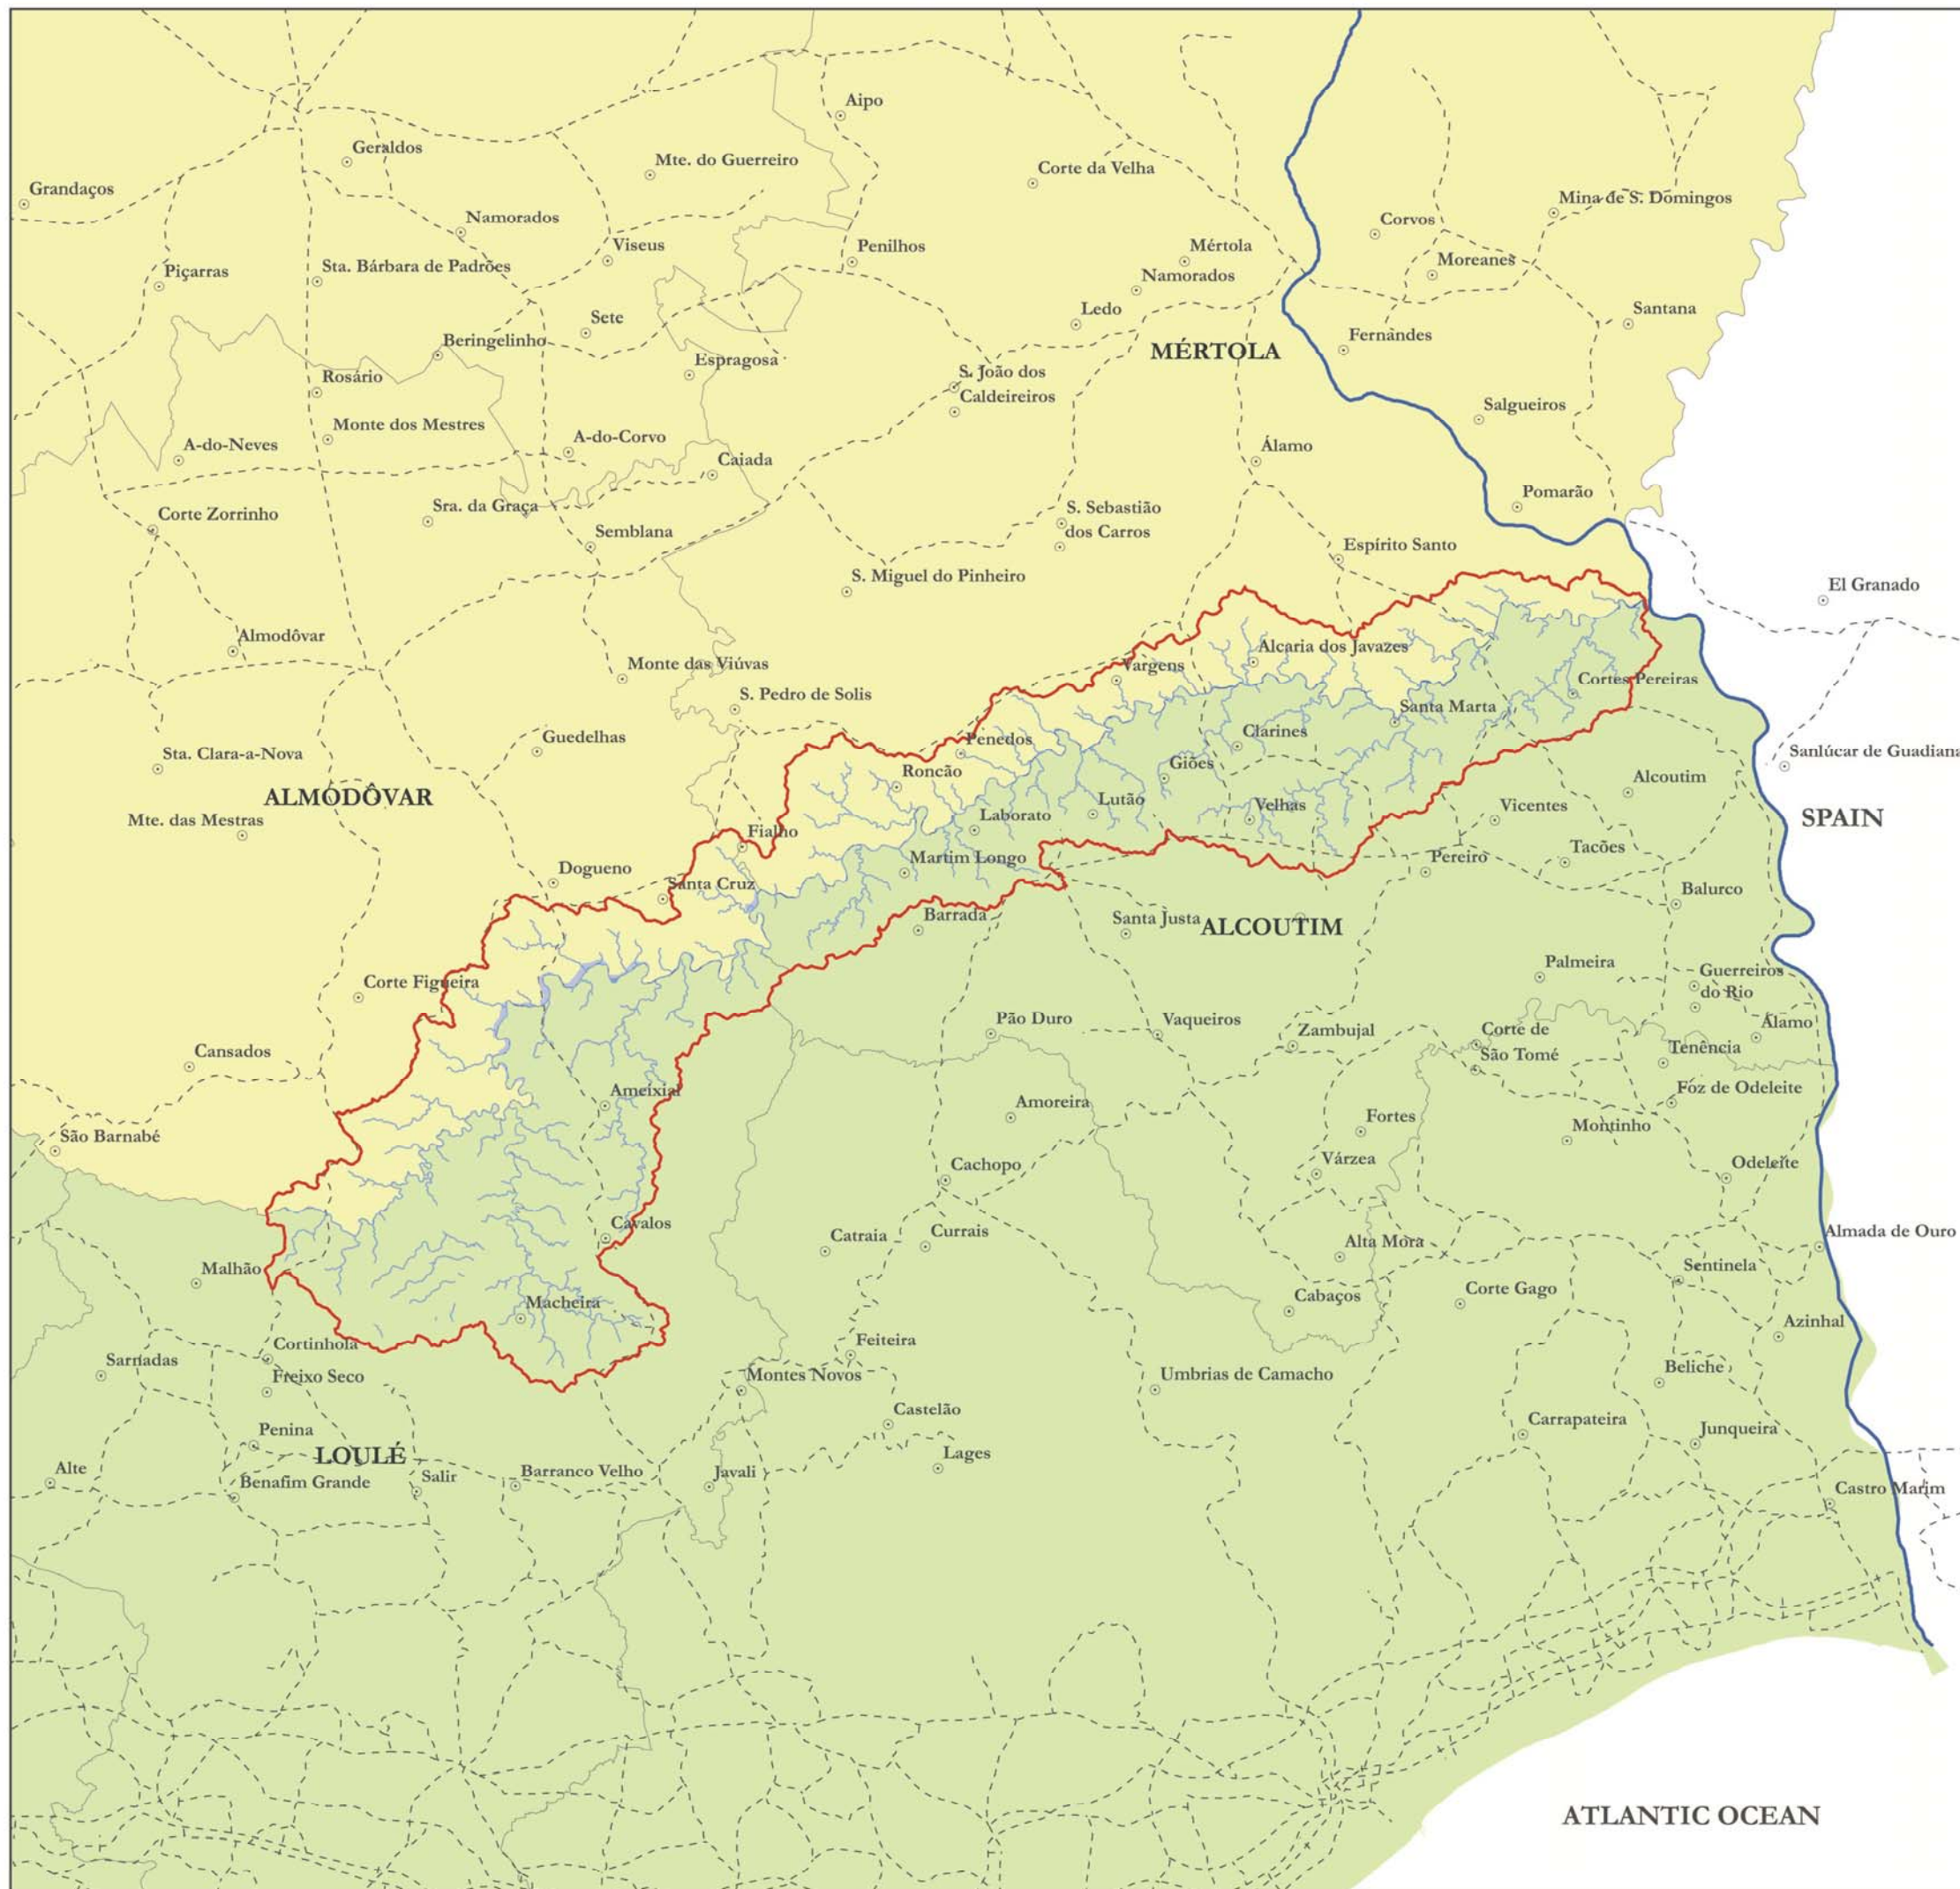 Aipo
Geraldos
Mte. do Guerreiro
Corte da Velha
Grandaços
Mina de S. Domingos
Namorados
Corvos
Viseus
Penilhos
Mértola
Moreanes
Piçarras
Sta. Bárbara de Padrões
Namorados
Ledo
Santana
Sete
Beringelinho
Fernandes
MÉRTOLA
Espragosa
S. João dos
Caldeireiros
Rosário
Salgueiros
Monte dos Mestres
A-do-Corvo
A-do-Neves
Álamo
Caiada
Pomarão
Corte Zorrinho
Sra. da Graça
S. Sebastião
dos Carros
Semblana
Espírito Santo
S. Miguel do Pinheiro
El Granado
Almodôvar
Alcaria dos Javazes
Monte das Viúvas
Vargens
Cortes Pereiras
S. Pedro de Solis
Santa Marta
Guedelhas
Clarines
Penedos
Sta. Clara-a-Nova
Sanlúcar de Guadiana
Giões
Roncão
Alcoutim
ALMODÔVAR
Lutão
Velhas
Vicentes
Laborato
SPAIN
Mte. das Mestras
Fialho
Tacões
Martim Longo
Pereiro
Dogueno
Santa Cruz
Balurco
Barrada
Santa Justa
ALCOUTIM
Palmeira
Guerreiros
do Rio
Corte Figueira
Pão Duro
Vaqueiros
Zambujal
Corte de
São Tomé
Álamo
Tenência
Cansados
Ameixial
Foz de Odeleite
Amoreira
Fortes
Montinho
São Barnabé
Várzea
Cachopo
Odeleite
Cavalos
Catraia
Currais
Almada de Ouro
Alta Mora
Malhão
Sentinela
Macheira
Cabaços
Corte Gago
Azinhal
Cortinhola
Feiteira
Sarnadas
Freixo Seco
Montes Novos
Umbrias de Camacho
Beliche
Castelão
Carrapateira
Penina
LOULÉ
Junqueira
Lages
Alte
Benafim Grande
Salir
Barranco Velho
Javali
Castro Marim
ATLANTIC OCEAN